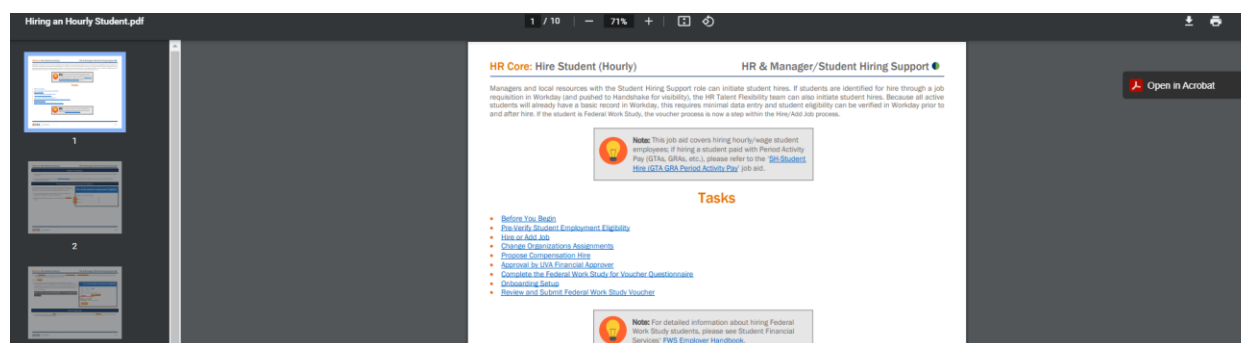 Hiring an Hourly Student.pdf
1 / 10
71%
Open in Acrobat
1
2
HR Core: Hire Student (Hourly)
HR & Manager/Student Hiring Support
Managers and local resources with the Student Hiring Support role can initiate student hires. If students are identified for hire through a job
requisition in Workday (and pushed to Handshake for visibility), the HR Talent Flexibility team can also initiate student hires. Because all active
students will already have a basic record in Workday, this requires minimal data entry and student eligibility can be verified in Workday prior to
and after hire. If the student is Federal Work Study, the voucher process is now a step within the Hire/Add Job process.
Note: This job aid covers hiring hourly/wage student
employees; if hiring a student paid with Period Activity
Pay (GTAs, GRAs, etc.), please refer to the 'SH-Student
Hire (GTA GRA Period Activity Pay' job aid.
Tasks
Before You Begin
Pre-Verify Student Employment Eligibility
Hire or Add Job
Change Organizations Assignments
Propose Compensation Hire
Approval by UVA Financial Approver
Complete the Federal Work Study for Voucher Questionnaire
Onboarding Setup
Review and Submit Federal Work Study Voucher
Note: For detailed information about hiring Federal
Work Study students, please see Student Financial
Services' FWS Employer Handbook.